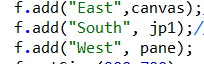 f.add("East",canvas);
f.add("South", jp1);/
f.add("West", pane);